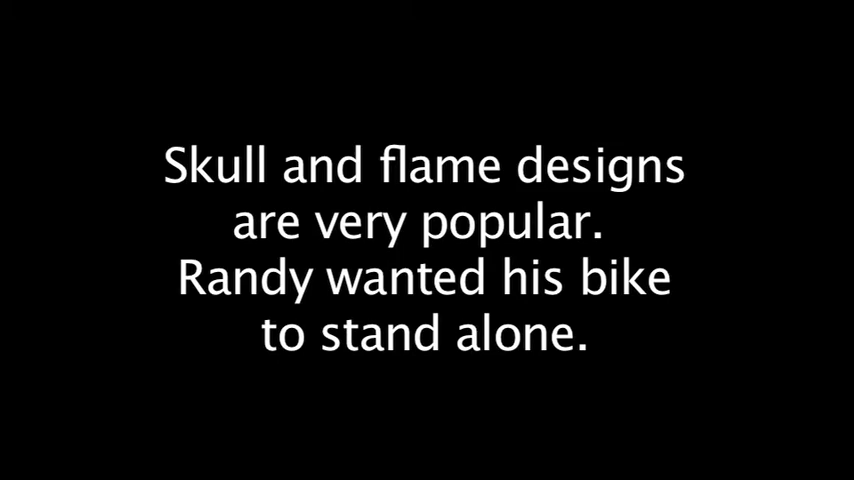 Skull and flame designs
are very popular.
Randy wanted his bike
to stand alone.